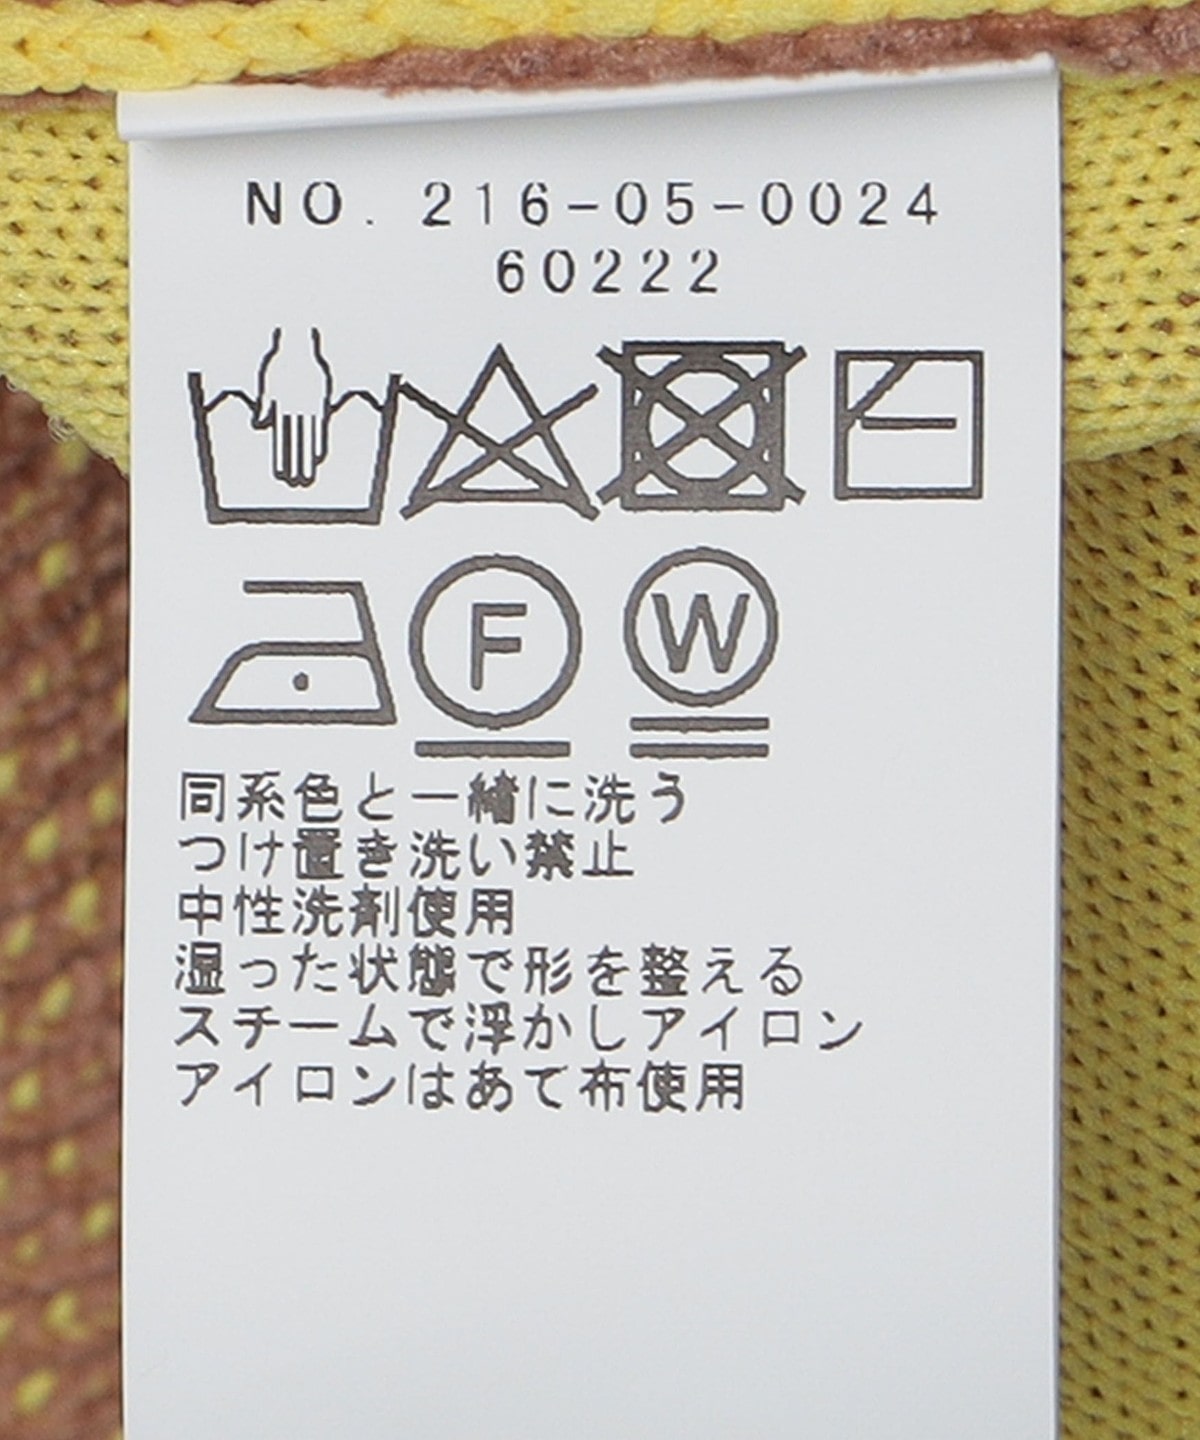 NO. 216-05-0024
60222
F W
同系色と一緒に洗う
つけ置き洗い禁止
中性洗剤使用
湿った状態で形を整える
スチームで浮かしアイロン
アイロンはあて布使用